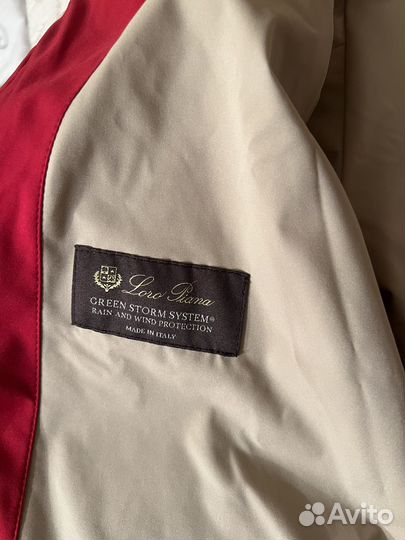 Loro Piana
GREEN STORM SYSTEM®
RAIN AND WIND PROTECTION
MADE IN ITALY
Avito